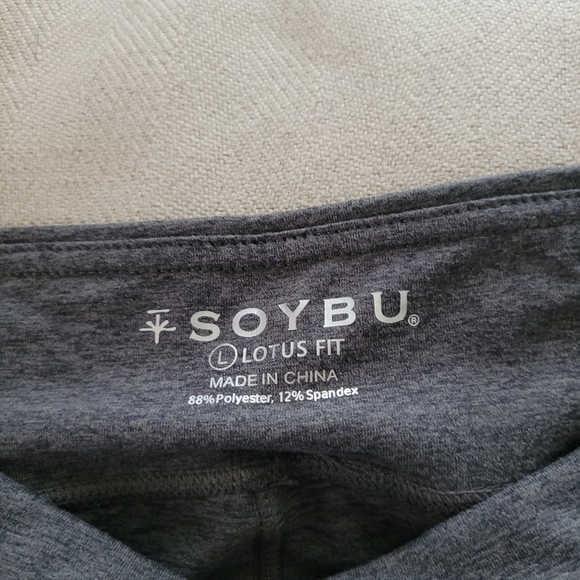 SOYBU®
L LOTUS FIT
MADE IN CHINA
88%Polyester, 12%Spandex